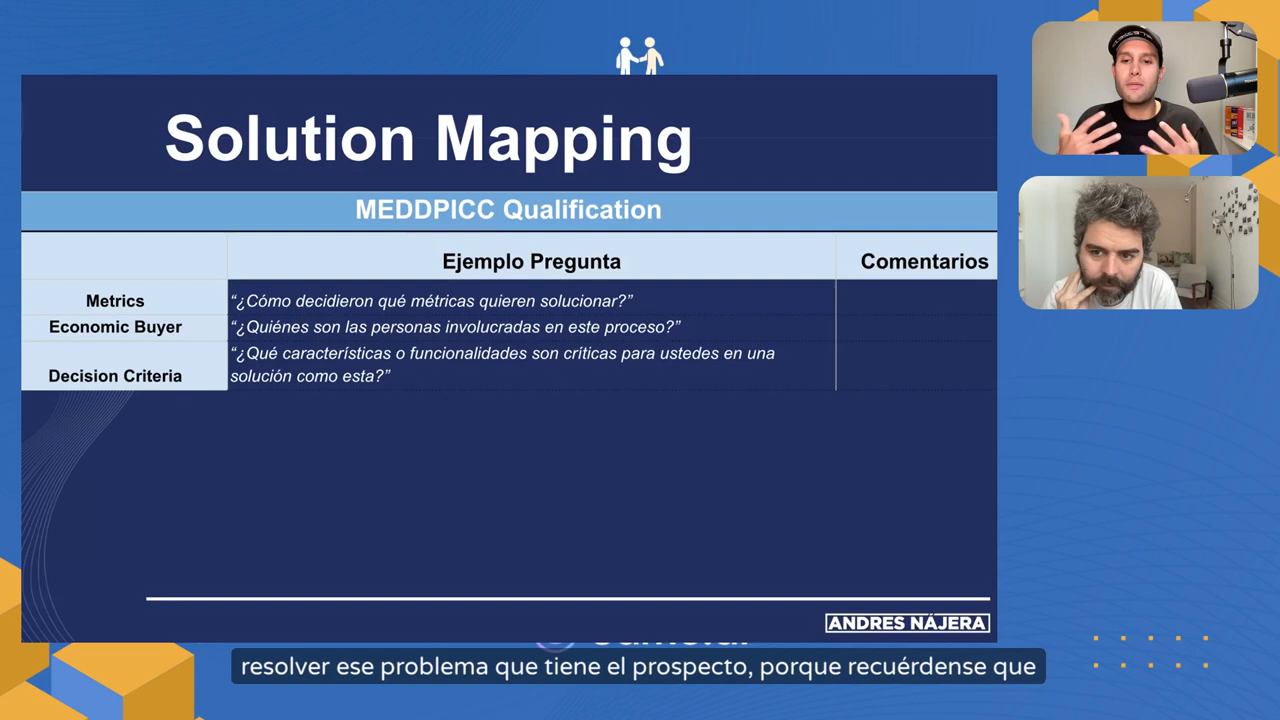 Solution Mapping
MEDDPICC Qualification
Ejemplo Pregunta
Comentarios
Metrics
“¿Cómo decidieron qué métricas quieren solucionar?”
Economic Buyer
“¿Quiénes son las personas involucradas en este proceso?”
Decision Criteria
“¿Qué características o funcionalidades son críticas para ustedes en una
solución como esta?”
ANDRES NÁJERA
resolver ese problema que tiene el prospecto, porque recuérdense que